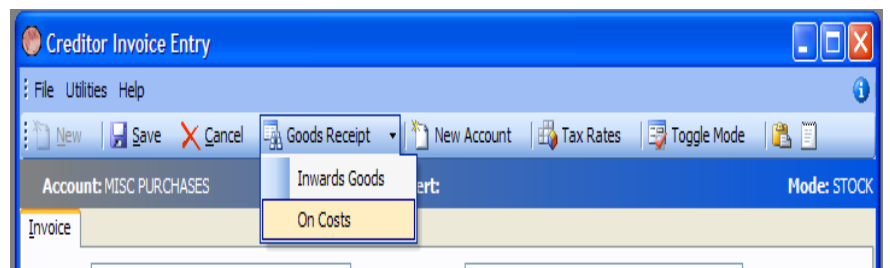 Creditor Invoice Entry
File Utilities Help
New Save Cancel Goods Receipt New Account Tax Rates Toggle Mode
Account: MISC PURCHASES ert: Mode: STOCK
Inwards Goods
On Costs
Invoice